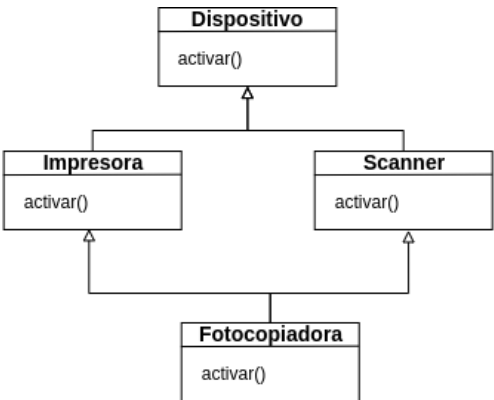 Dispositivo
activar()
Impresora
activar()
Scanner
activar()
Fotocopiadora
activar()